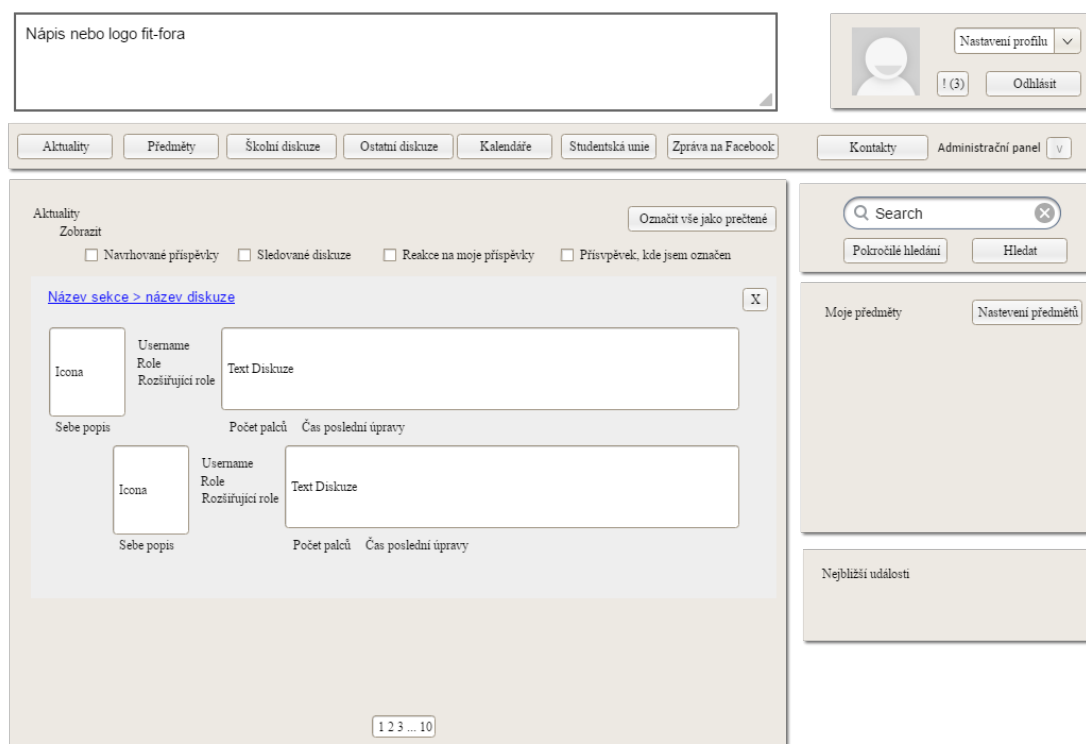 Nápis nebo logo fit-fora
Nastavení profilu
! (3)
Odhlásit
Aktuality
Předměty
Školní diskuze
Ostatní diskuze
Kalendáře
Studentská unie
Zpráva na Facebook
Kontakty
Administrační panel
v
Aktuality
Označit vše jako prečtené
Zobrazit
Navrhované příspěvky
Sledované diskuze
Reakce na moje příspěvky
Přísvpěvek, kde jsem označen
Název sekce > název diskuze
X
Icona
Username
Role
Rozšiřující role
Text Diskuze
Sebe popis
Počet palců
Čas poslední úpravy
Icona
Username
Role
Rozšiřující role
Text Diskuze
Sebe popis
Počet palců
Čas poslední úpravy
1 2 3 ... 10
Search
Pokročilé hledání
Hledat
Moje předměty
Nastevení předmětů
Nejbližší události